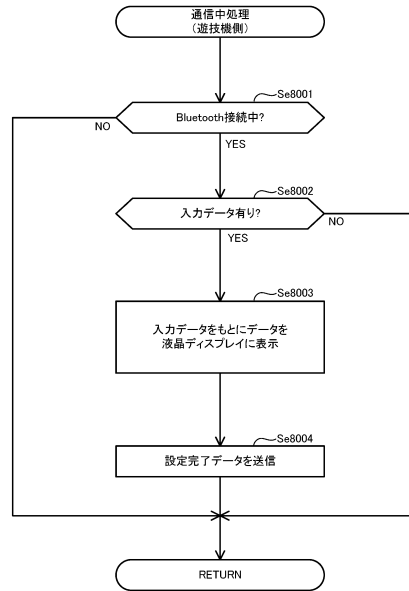 通信中処理
（遊技機側）
Se8001
Bluetooth接続中?
NO
YES
Se8002
入力データ有り?
NO
YES
Se8003
入力データをもとにデータを
液晶ディスプレイに表示
Se8004
設定完了データを送信
RETURN